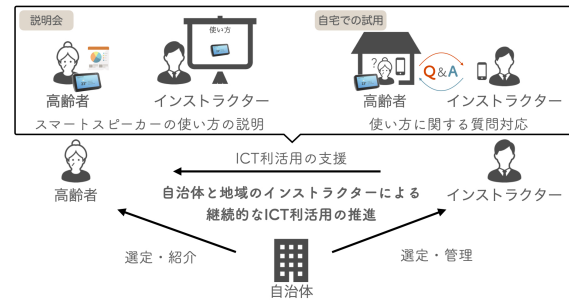 説明会
自宅での試用
使い方
?
Q&A
高齢者
インストラクター
高齢者
インストラクター
スマートスピーカーの使い方の説明
使い方に関する質問対応
ICT利活用の支援
高齢者
自治体と地域のインストラクターによる
継続的なICT利活用の推進
インストラクター
選定・紹介
選定・管理
自治体